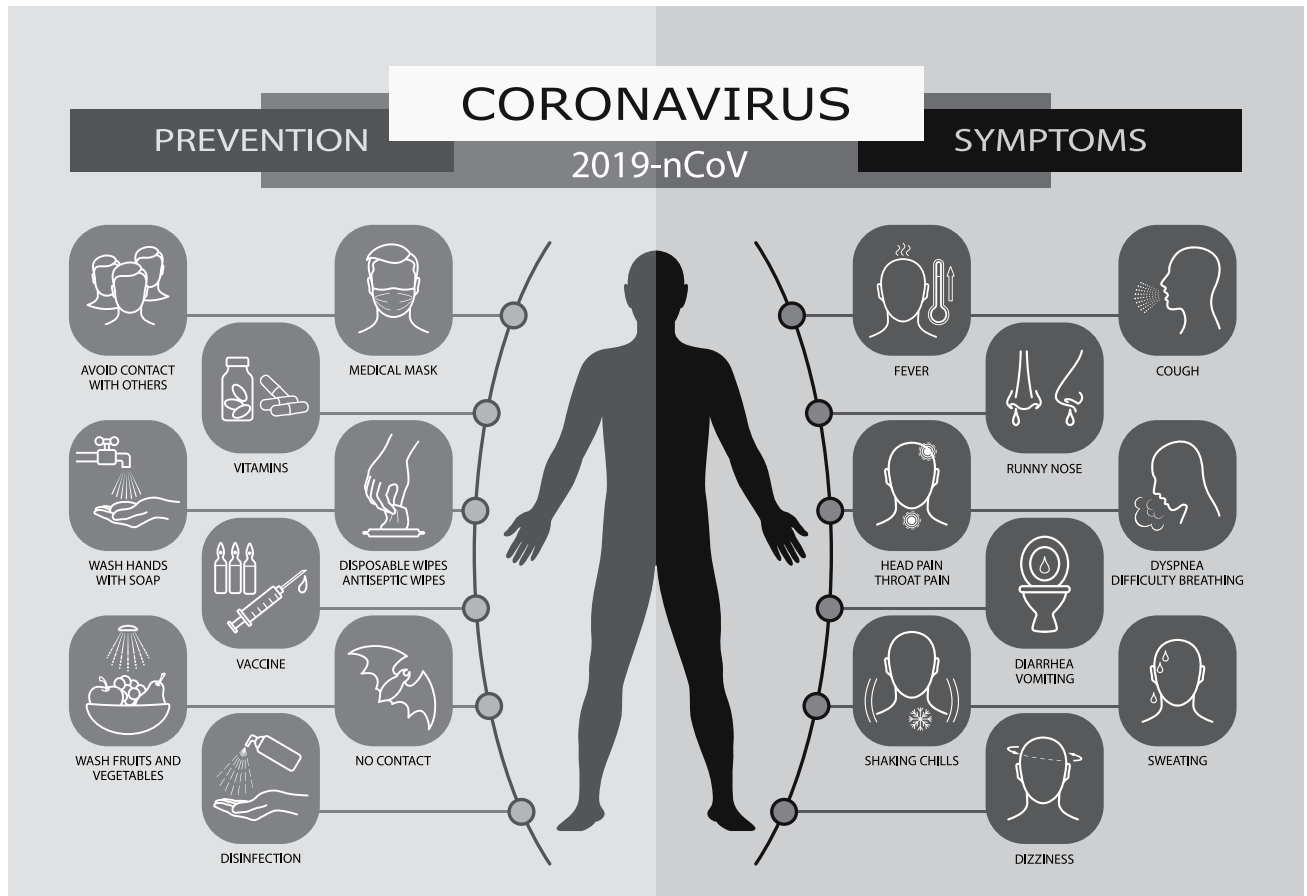 CORONAVIRUS
2019-nCoV
PREVENTION
AVOID CONTACT
WITH OTHERS
MEDICAL MASK
VITAMINS
WASH HANDS
WITH SOAP
DISPOSABLE WIPES
ANTISEPTIC WIPES
VACCINE
WASH FRUITS AND
VEGETABLES
NO CONTACT
DISINFECTION
SYMPTOMS
FEVER
COUGH
RUNNY NOSE
HEAD PAIN
THROAT PAIN
DYSPNEA
DIFFICULTY BREATHING
DIARRHEA
VOMITING
SHAKING CHILLS
SWEATING
DIZZINESS